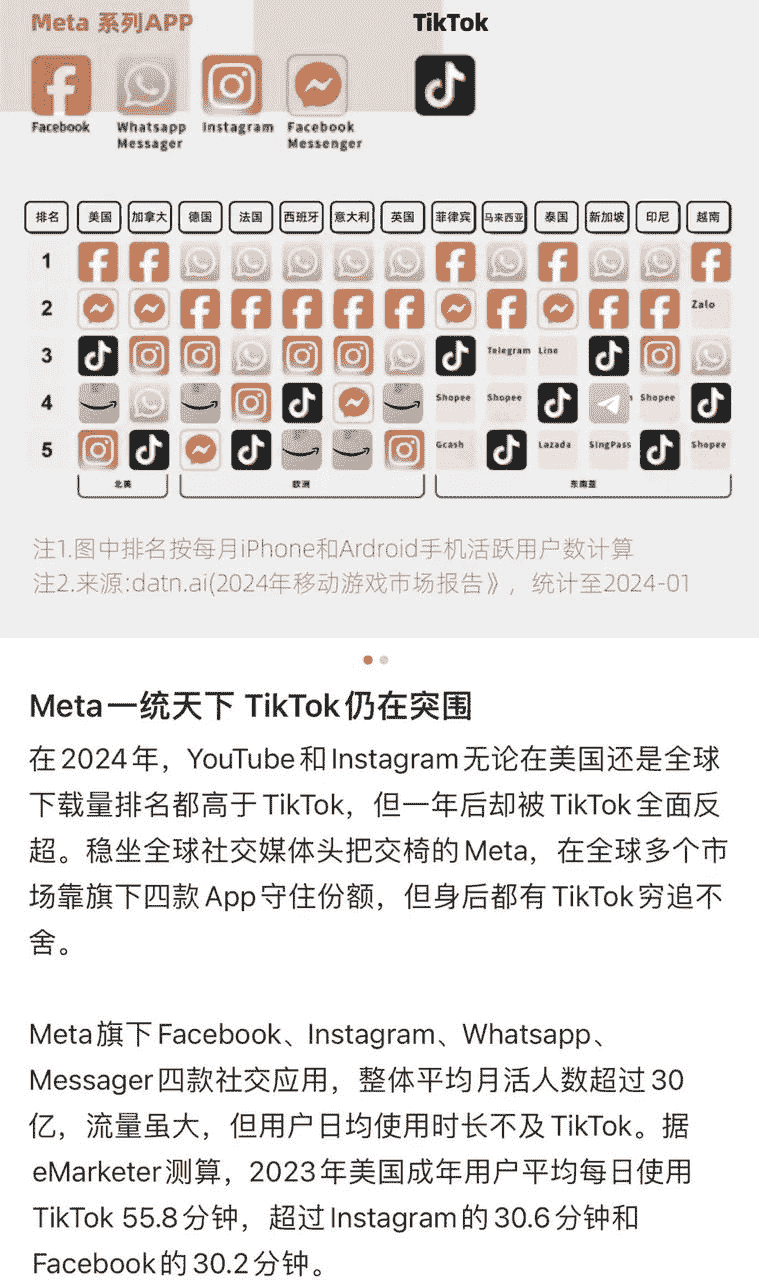 Meta 系列APP
TikTok
Facebook
Whatsapp
Messager
Instagram
Facebook
Messenger
排名 美国 加拿大 德国 法国 西班牙 意大利 英国 菲律宾 马来西亚 泰国 新加坡 印尼 越南
1
2 Zalo
3 Telegram Line
4 Shopee Shopee Shopee
5 Gcash Lazada SingPass Shopee
北美 欧洲 东南亚
注1.图中排名按每月iPhone和Ardroid手机活跃用户数计算
注2.来源:datn.ai(2024年移动游戏市场报告》，统计至2024-01
Meta一统天下 TikTok仍在突围
在2024年，YouTube和Instagram无论在美国还是全球
下载量排名都高于TikTok，但一年后却被TikTok全面反
超。稳坐全球社交媒体头把交椅的Meta，在全球多个市
场靠旗下四款App守住份额，但身后都有TikTok穷追不
舍。
Meta旗下Facebook、Instagram、Whatsapp、
Messager四款社交应用，整体平均月活人数超过30
亿，流量虽大，但用户日均使用时长不及TikTok。据
eMarketer测算，2023年美国成年用户平均每日使用
TikTok 55.8分钟，超过Instagram的30.6分钟和
Facebook的30.2分钟。